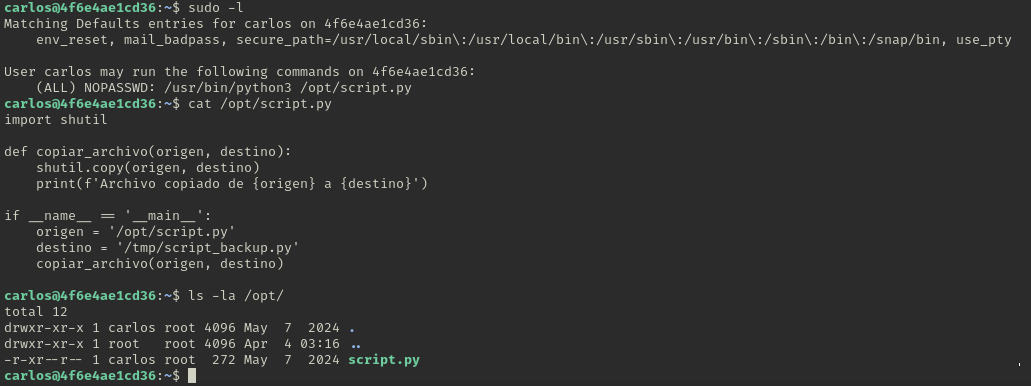 carlos@4f6e4ae1cd36:~$ sudo -l
Matching Defaults entries for carlos on 4f6e4ae1cd36:
    env_reset, mail_badpass, secure_path=/usr/local/sbin\:/usr/local/bin\:/usr/sbin\:/usr/bin\:/sbin\:/bin\:/snap/bin, use_pty

User carlos may run the following commands on 4f6e4ae1cd36:
    (ALL) NOPASSWD: /usr/bin/python3 /opt/script.py
carlos@4f6e4ae1cd36:~$ cat /opt/script.py
import shutil

def copiar_archivo(origen, destino):
    shutil.copy(origen, destino)
    print(f'Archivo copiado de {origen} a {destino}')

if __name__ == '__main__':
    origen = '/opt/script.py'
    destino = '/tmp/script_backup.py'
    copiar_archivo(origen, destino)

carlos@4f6e4ae1cd36:~$ ls -la /opt/
total 12
drwxr-xr-x 1 carlos root 4096 May  7  2024 .
drwxr-xr-x 1 root   root 4096 Apr  4 03:16 ..
-r-xr--r-- 1 carlos root  272 May  7  2024 script.py
carlos@4f6e4ae1cd36:~$